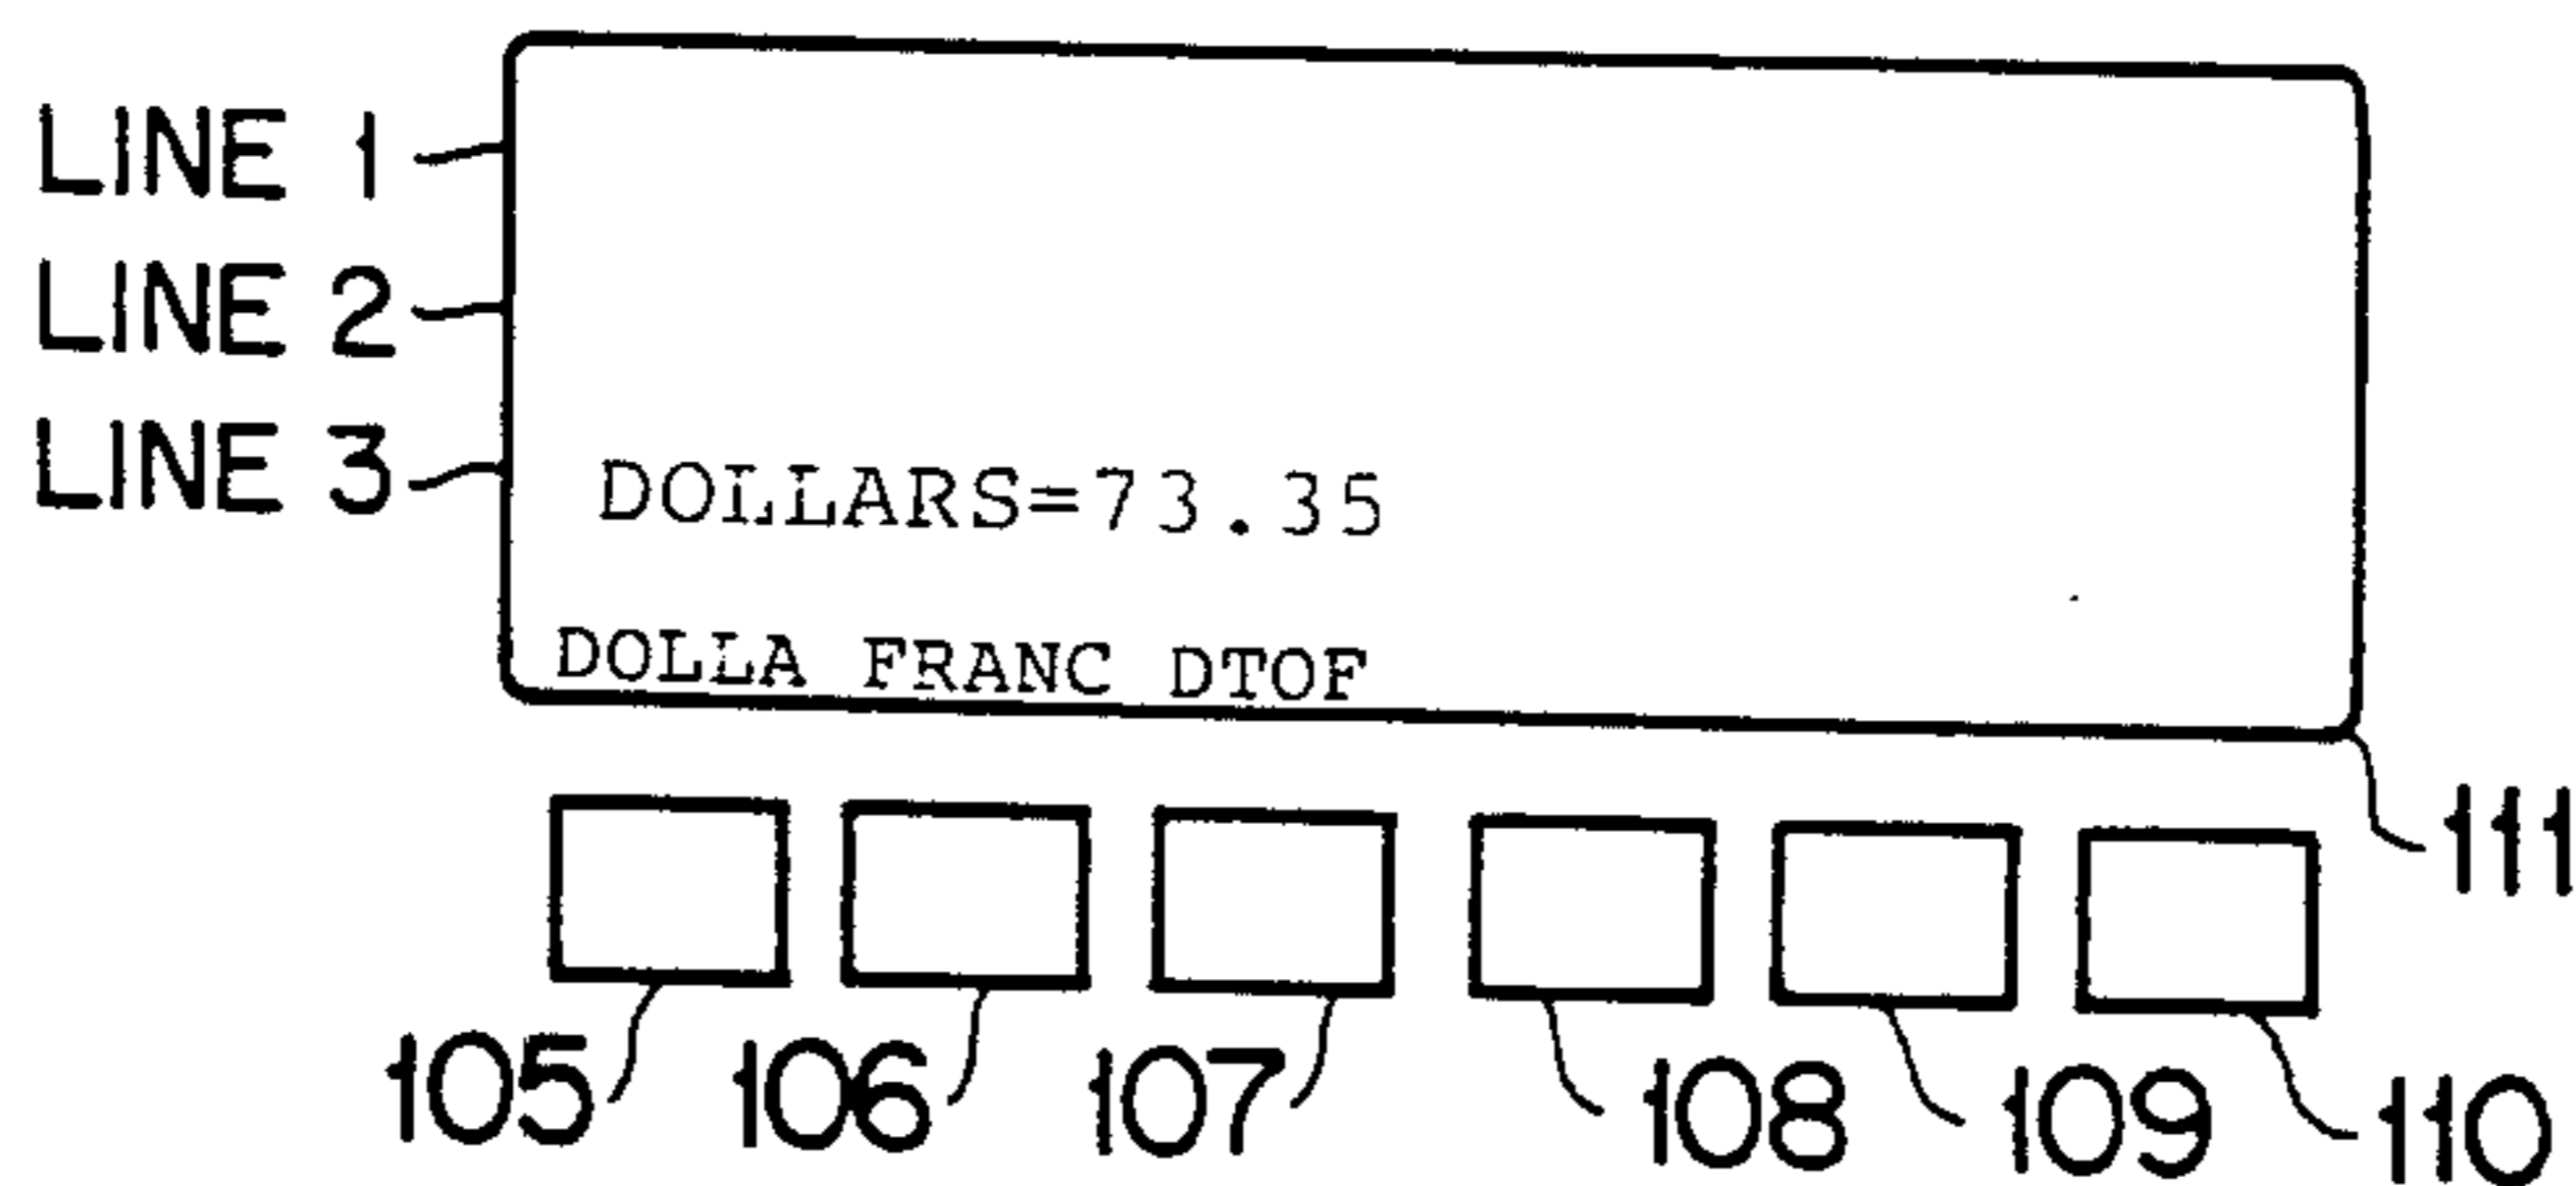 LINE 1
LINE 2
LINE 3
DOLLARS=73.35
DOLLA FRANC DTOF
111
105 106 107 108 109 110